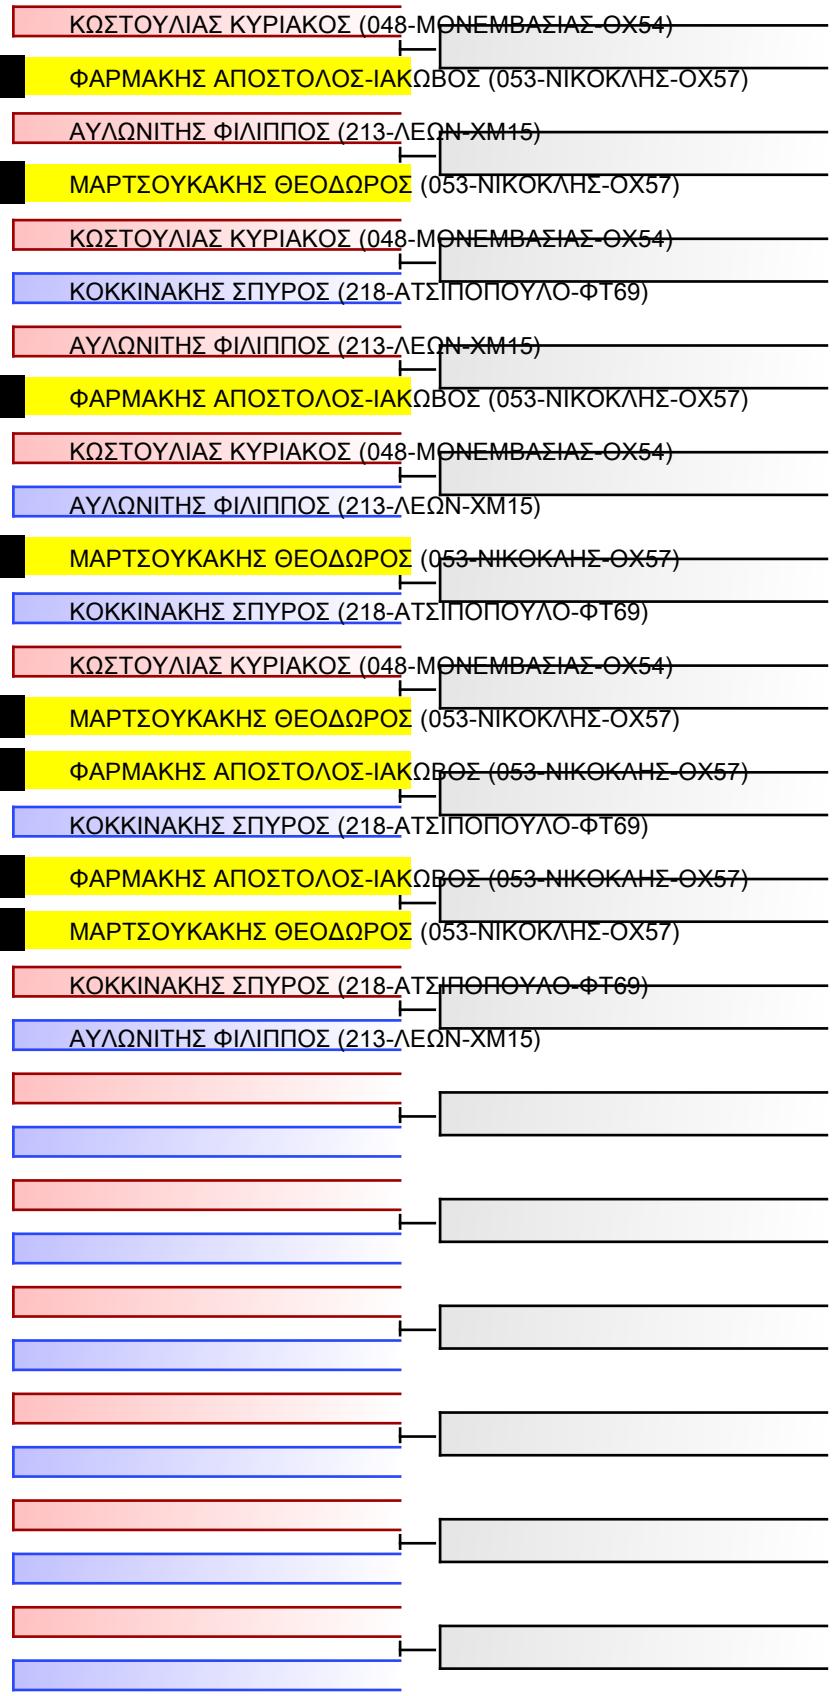 ΚΩΣΤΟΥΛΙΑΣ ΚΥΡΙΑΚΟΣ (048-ΜΟΝΕΜΒΑΣΙΑΣ-ΟΧ54)
ΦΑΡΜΑΚΗΣ ΑΠΟΣΤΟΛΟΣ-ΙΑΚΩΒΟΣ (053-ΝΙΚΟΚΛΗΣ-ΟΧ57)
ΑΥΛΩΝΙΤΗΣ ΦΙΛΙΠΠΟΣ (213-ΛΕΩΝ-ΧΜ15)
ΜΑΡΤΣΟΥΚΑΚΗΣ ΘΕΟΔΩΡΟΣ (053-ΝΙΚΟΚΛΗΣ-ΟΧ57)
ΚΩΣΤΟΥΛΙΑΣ ΚΥΡΙΑΚΟΣ (048-ΜΟΝΕΜΒΑΣΙΑΣ-ΟΧ54)
ΚΟΚΚΙΝΑΚΗΣ ΣΠΥΡΟΣ (218-ΑΤΣΙΠΟΠΟΥΛΟ-ΦΤ69)
ΑΥΛΩΝΙΤΗΣ ΦΙΛΙΠΠΟΣ (213-ΛΕΩΝ-ΧΜ15)
ΦΑΡΜΑΚΗΣ ΑΠΟΣΤΟΛΟΣ-ΙΑΚΩΒΟΣ (053-ΝΙΚΟΚΛΗΣ-ΟΧ57)
ΚΩΣΤΟΥΛΙΑΣ ΚΥΡΙΑΚΟΣ (048-ΜΟΝΕΜΒΑΣΙΑΣ-ΟΧ54)
ΑΥΛΩΝΙΤΗΣ ΦΙΛΙΠΠΟΣ (213-ΛΕΩΝ-ΧΜ15)
ΜΑΡΤΣΟΥΚΑΚΗΣ ΘΕΟΔΩΡΟΣ (053-ΝΙΚΟΚΛΗΣ-ΟΧ57)
ΚΟΚΚΙΝΑΚΗΣ ΣΠΥΡΟΣ (218-ΑΤΣΙΠΟΠΟΥΛΟ-ΦΤ69)
ΚΩΣΤΟΥΛΙΑΣ ΚΥΡΙΑΚΟΣ (048-ΜΟΝΕΜΒΑΣΙΑΣ-ΟΧ54)
ΜΑΡΤΣΟΥΚΑΚΗΣ ΘΕΟΔΩΡΟΣ (053-ΝΙΚΟΚΛΗΣ-ΟΧ57)
ΦΑΡΜΑΚΗΣ ΑΠΟΣΤΟΛΟΣ-ΙΑΚΩΒΟΣ (053-ΝΙΚΟΚΛΗΣ-ΟΧ57)
ΚΟΚΚΙΝΑΚΗΣ ΣΠΥΡΟΣ (218-ΑΤΣΙΠΟΠΟΥΛΟ-ΦΤ69)
ΦΑΡΜΑΚΗΣ ΑΠΟΣΤΟΛΟΣ-ΙΑΚΩΒΟΣ (053-ΝΙΚΟΚΛΗΣ-ΟΧ57)
ΜΑΡΤΣΟΥΚΑΚΗΣ ΘΕΟΔΩΡΟΣ (053-ΝΙΚΟΚΛΗΣ-ΟΧ57)
ΚΟΚΚΙΝΑΚΗΣ ΣΠΥΡΟΣ (218-ΑΤΣΙΠΟΠΟΥΛΟ-ΦΤ69)
ΑΥΛΩΝΙΤΗΣ ΦΙΛΙΠΠΟΣ (213-ΛΕΩΝ-ΧΜ15)